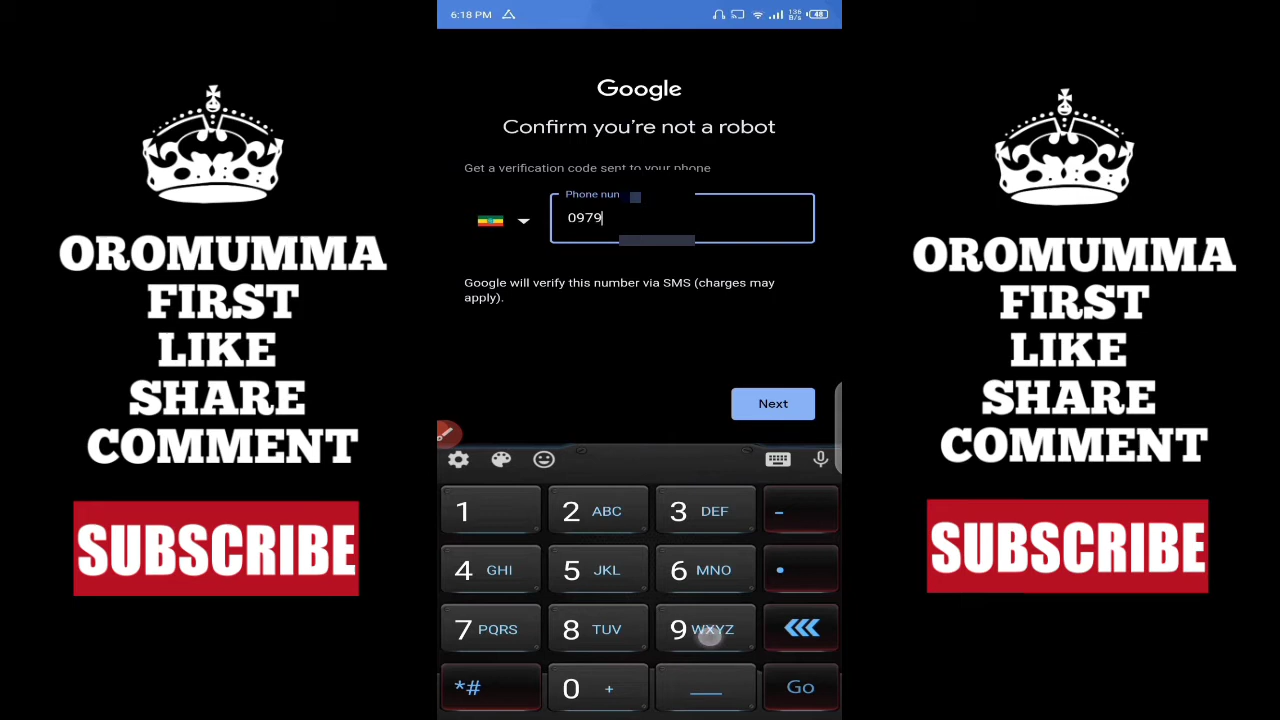 OROMUMMA
FIRST
LIKE
SHARE
COMMENT
SUBSCRIBE
6:18 PM
136
B/s
48
Google
Confirm you're not a robot
Get a verification code sent to your phone
Phone num
0979
Google will verify this number via SMS (charges may
apply).
Next
1
2 ABC
3 DEF
-
4 GHI
5 JKL
6 MNO
7 PQRS
8 TUV
9 WXYZ
*#
0 +
Go
OROMUMMA
FIRST
LIKE
SHARE
COMMENT
SUBSCRIBE